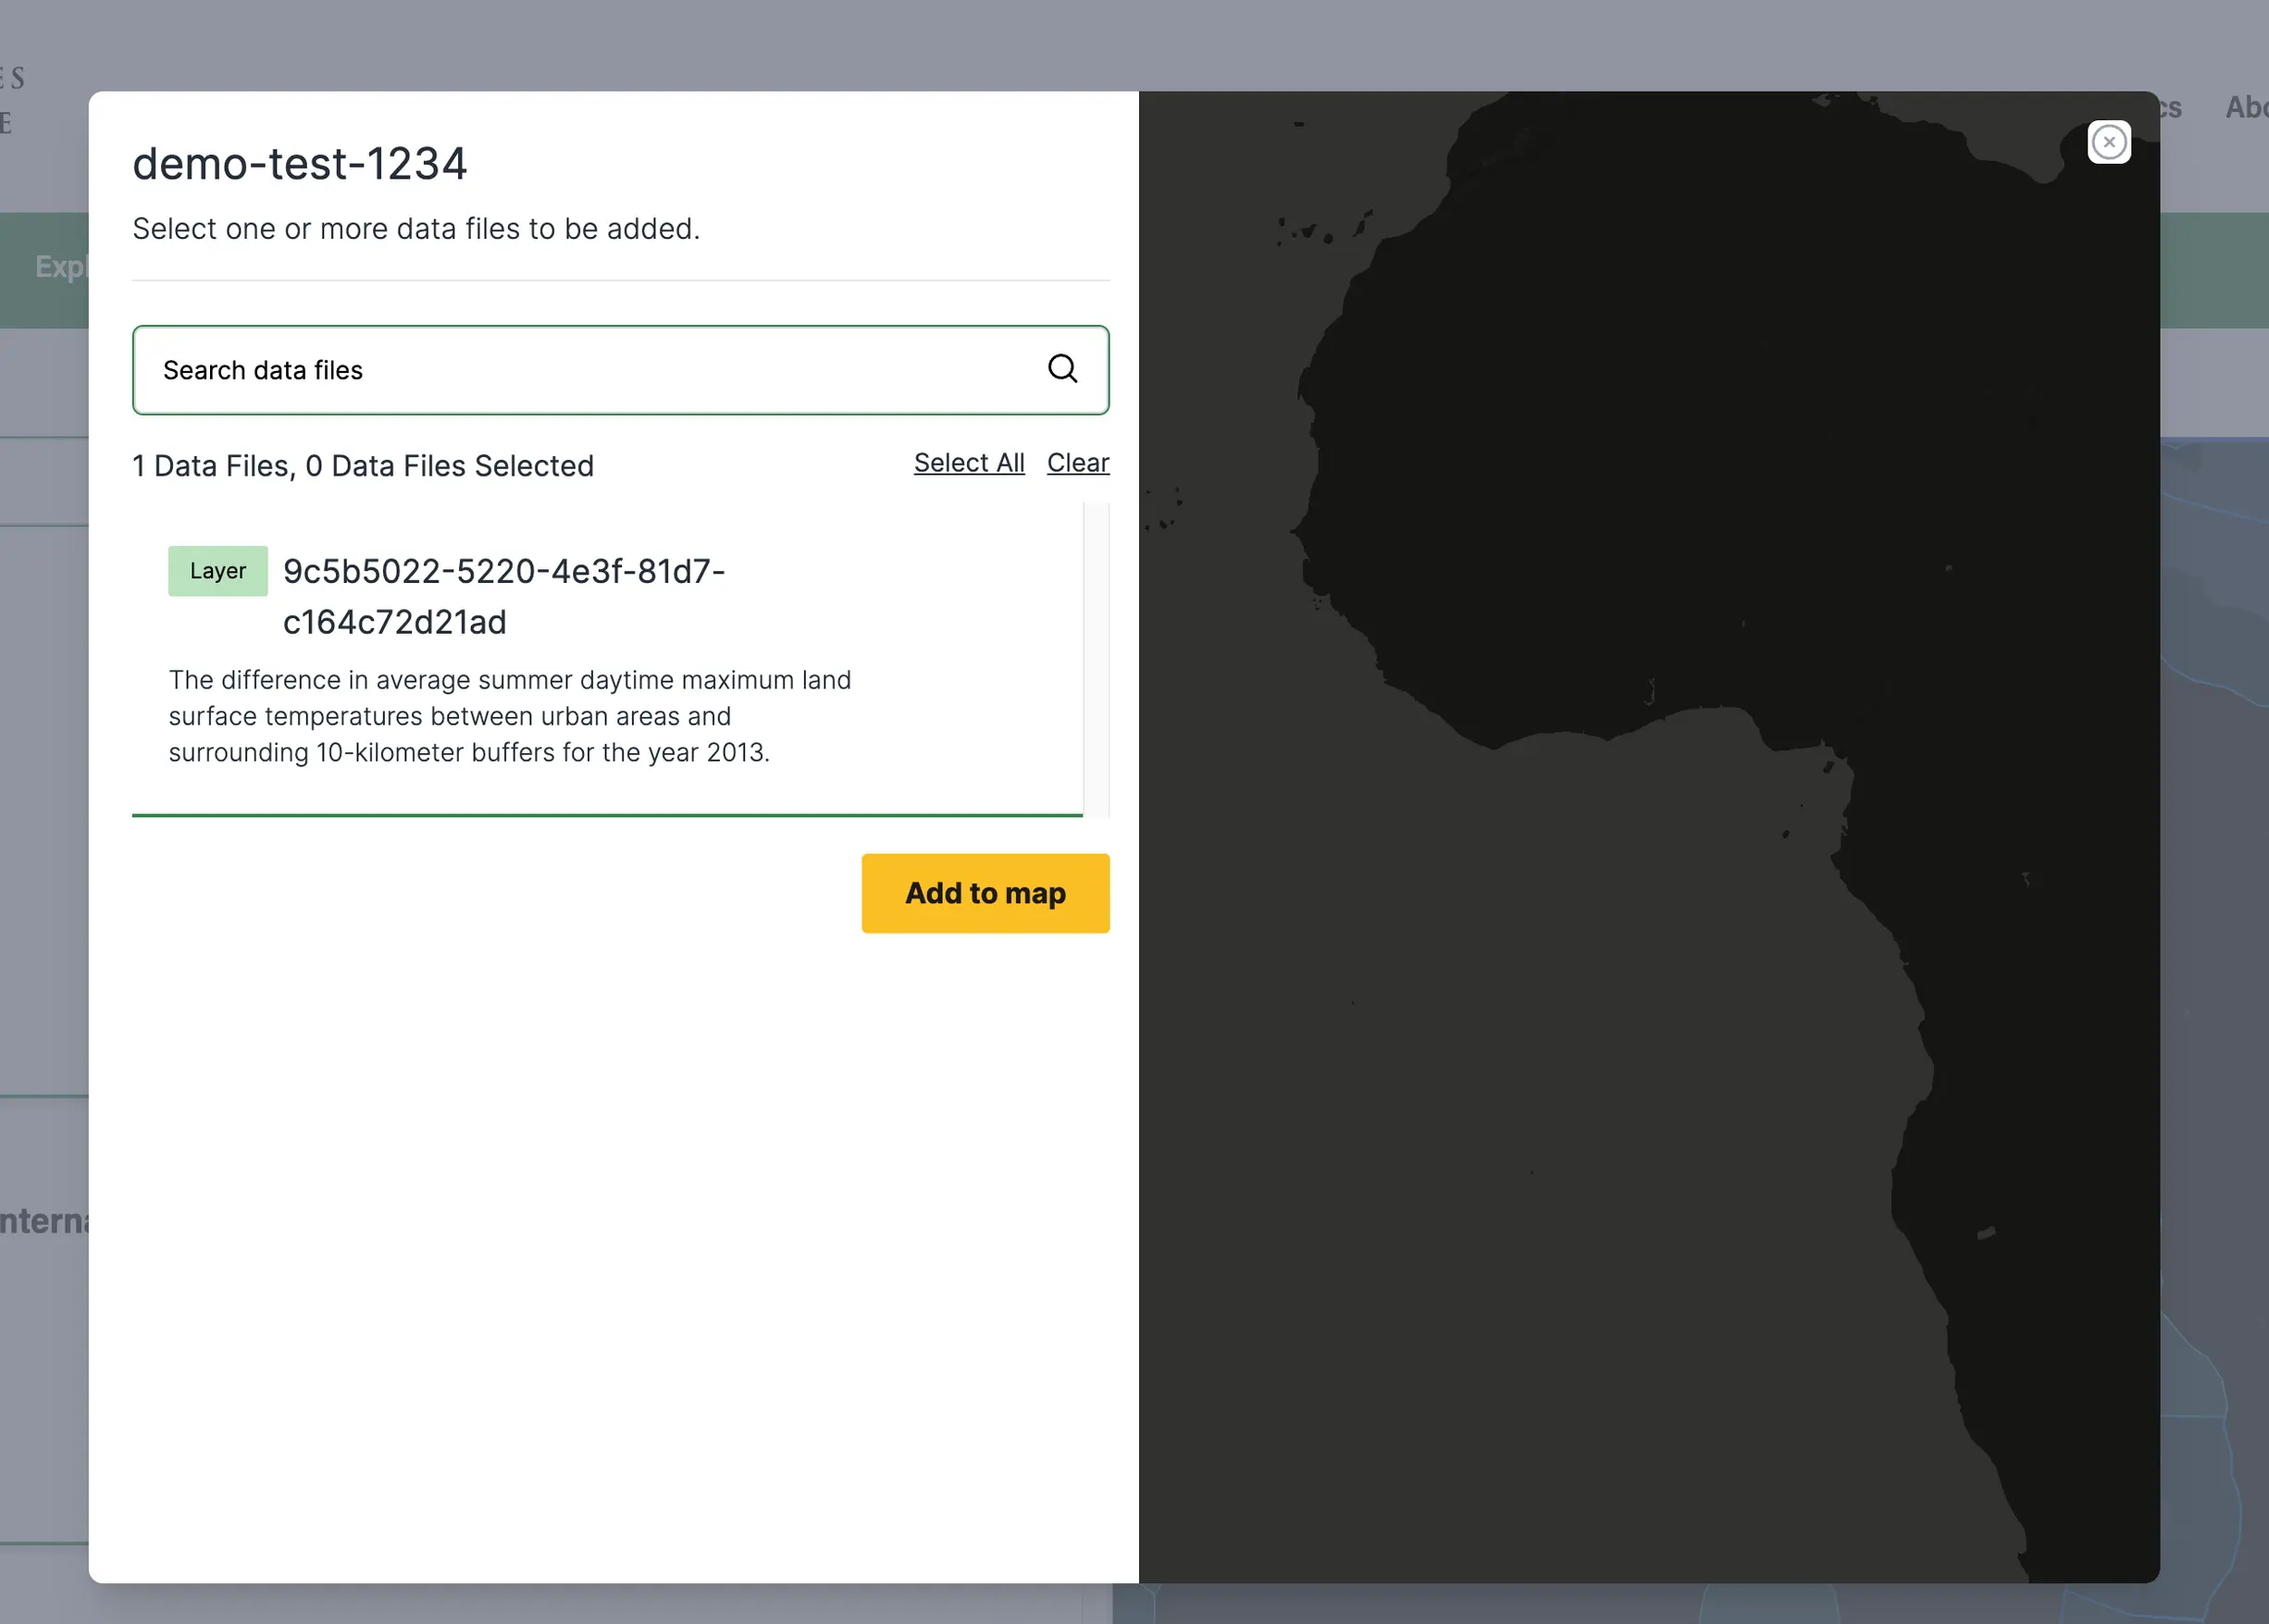 ES
E
cs Abo
Expl
demo-test-1234
Select one or more data files to be added.
Search data files
1 Data Files, 0 Data Files Selected
Select All Clear
Layer 9c5b5022-5220-4e3f-81d7-
c164c72d21ad
The difference in average summer daytime maximum land
surface temperatures between urban areas and
surrounding 10-kilometer buffers for the year 2013.
Add to map
nterna